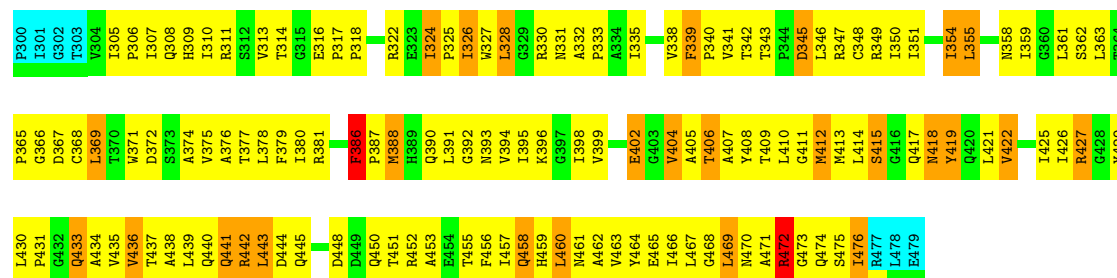 P300 I301 G302 T303 V304 I305 P306 I307 Q308 H309 I310 R311 S312 V313 T314 G315 E316 P317 P318 R322 E323 I324 P325 I326 W327 L328 G329 R330 N331 A332 P333 A334 I335 V338 F339 P340 V341 T342 T343 P344 D345 L346 R347 C348 R349 I350 I351 I354 L355 N358 I359 G360 L361 S362 L363
P365 G366 D367 C368 L369 T370 W371 D372 S373 A374 V375 A376 T377 L378 F379 I380 R381 F386 P387 M388 H389 Q390 L391 G392 N393 V394 I395 K396 G397 I398 V399 E402 G403 V404 A405 T406 A407 Y408 T409 L410 G411 M412 M413 L414 S415 G416 Q417 N418 Y419 Q420 L421 V422 I425 I426 R427 G428
L430 P431 G432 Q433 A434 V435 V436 T437 A438 L439 Q440 Q441 R442 L443 D444 Q445 D448 D449 Q450 T451 R452 A453 E454 T455 F456 I457 Q458 H459 L460 N461 A462 V463 Y464 E465 I466 L467 G468 L469 N470 A471 R472 G473 Q474 S475 I476 R477 L478 E479